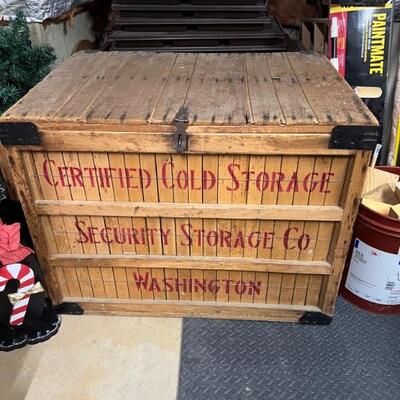 Certified Cold Storage
Security Storage Co
Washington
PAINTMATE